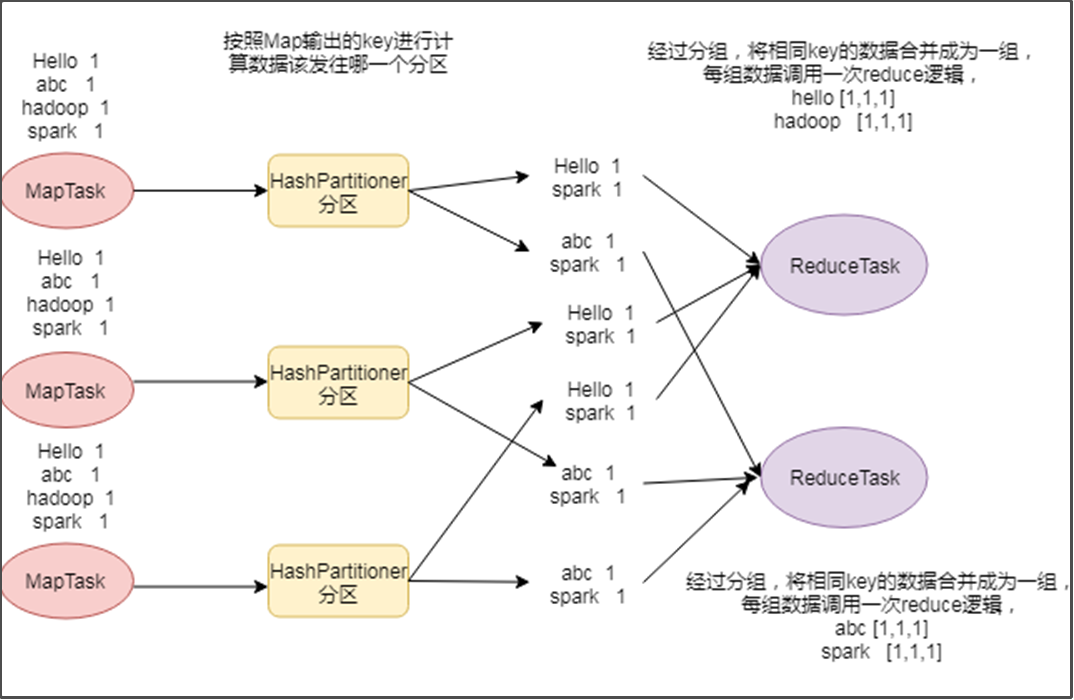 Hello 1
abc 1
hadoop 1
spark 1
MapTask
Hello 1
abc 1
hadoop 1
spark 1
MapTask
Hello 1
abc 1
hadoop 1
spark 1
MapTask
按照Map输出的key进行计
算数据该发往哪一个分区
HashPartitioner
分区
HashPartitioner
分区
HashPartitioner
分区
Hello 1
spark 1
abc 1
spark 1
Hello 1
spark 1
Hello 1
spark 1
abc 1
spark 1
abc 1
spark 1
经过分组，将相同key的数据合并成为一组，
每组数据调用一次reduce逻辑，
hello [1,1,1]
hadoop [1,1,1]
ReduceTask
ReduceTask
经过分组，将相同key的数据合并成为一组，
每组数据调用一次reduce逻辑，
abc [1,1,1]
spark [1,1,1]